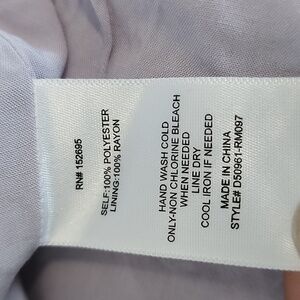 RN# 152695
SELF:100% POLYESTER
LINING:100% RAYON
HAND WASH COLD
ONLY-NON CHLORINE BLEACH
WHEN NEEDED
LINE DRY
COOL IRON IF NEEDED
MADE IN CHINA
STYLE# D50961-RM097